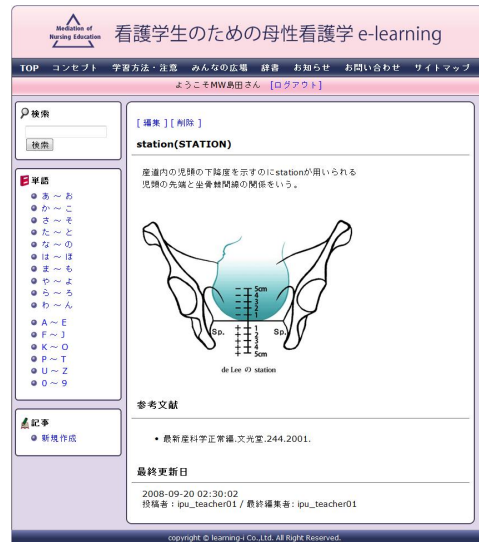 Mediation of
Nursing Education
看護学生のための母性看護学 e-learning
TOP コンセプト 学習方法・注意 みんなの広場 辞書 お知らせ お問い合わせ サイトマップ
ようこそMW島田さん [ログアウト]
検索
検索
単語
あ ～ お
か ～ こ
さ ～ そ
た ～ と
な ～ の
は ～ ほ
ま ～ も
や ～ よ
ら ～ ろ
わ ～ ん
A ～ E
F ～ J
K ～ O
P ～ T
U ～ Z
0 ～ 9
記事
新規作成
[ 編集 ] [ 削除 ]
station(STATION)
産道内の児頭の下降度を示すのにstationが用いられる
児頭の先端と坐骨棘間線の関係をいう。
5cm
4
3
2
1
Sp.
Sp.
1
2
3
4
5cm
de Lee の station
参考文献
最新産科学正常編.文光堂.244.2001.
最終更新日
2008-09-20 02:30:02
投稿者：ipu_teacher01 / 最終編集者: ipu_teacher01
copyright © learning-i Co.,Ltd. All Right Reserved.